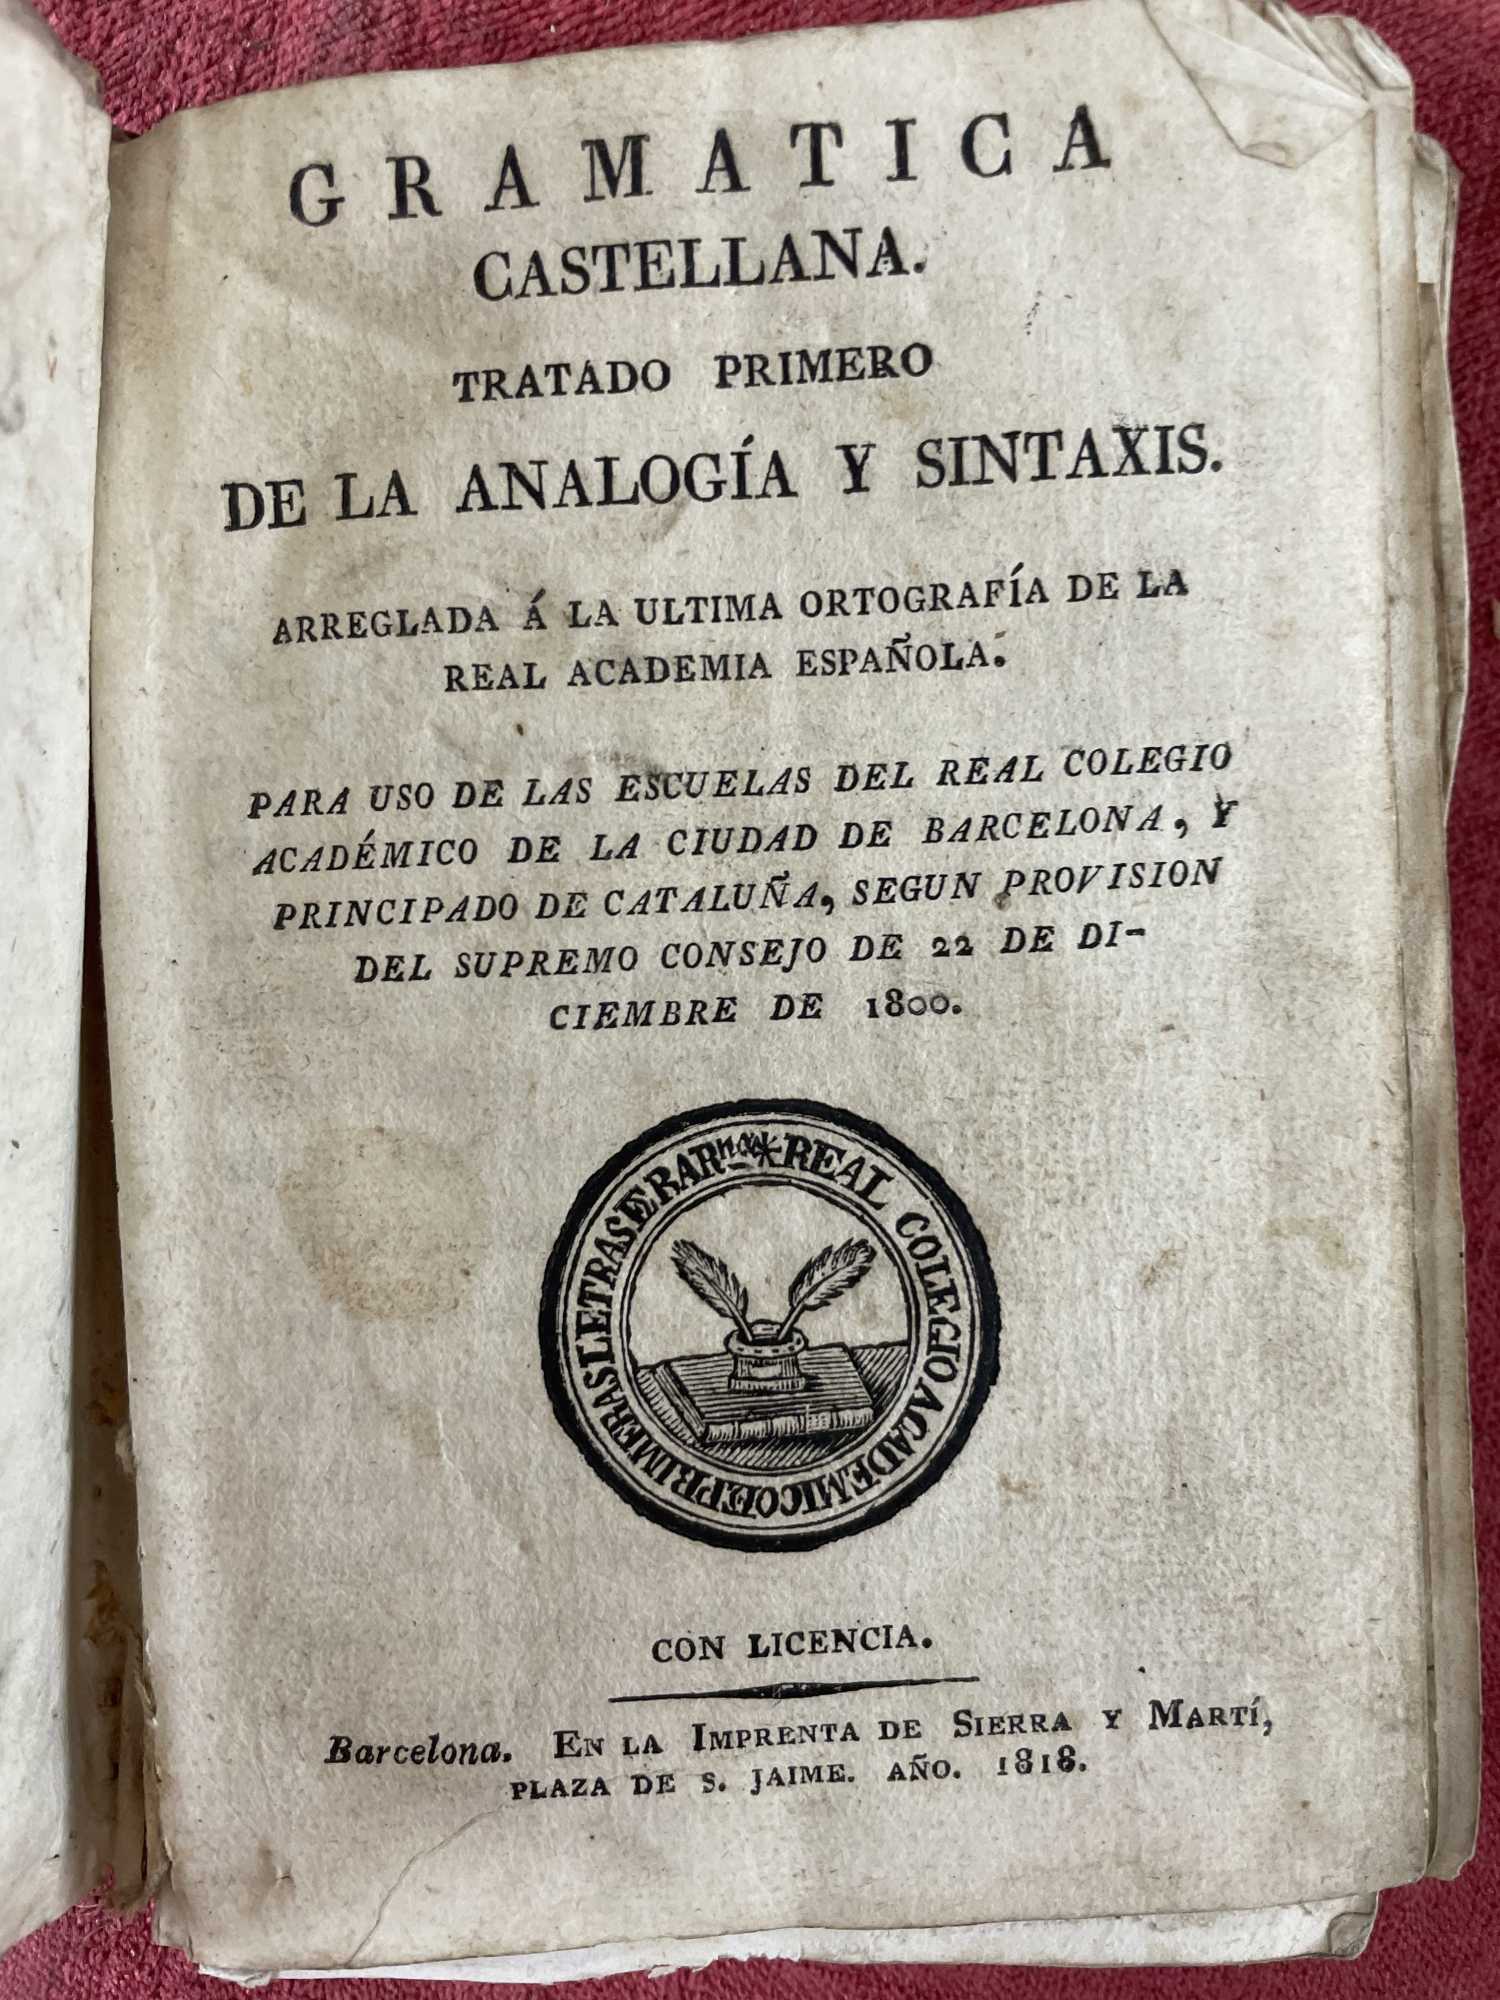 GRAMATICA
CASTELLANA.
TRATADO PRIMERO
DE LA ANALOGÍA Y SINTAXIS.
ARREGLADA Á LA ULTIMA ORTOGRAFÍA DE LA
REAL ACADEMIA ESPAÑOLA.
PARA USO DE LAS ESCUELAS DEL REAL COLEGIO
ACADÉMICO DE LA CIUDAD DE BARCELONA, Y
PRINCIPADO DE CATALUÑA, SEGUN PROVISION
DEL SUPREMO CONSEJO DE 22 DE DI-
CIEMBRE DE 1800.
REAL COLEGIO ACADEMICO PRIMERAS LETRAS BARna *
CON LICENCIA.
Barcelona. EN LA IMPRENTA DE SIERRA Y MARTÍ,
PLAZA DE S. JAIME. AÑO. 1818.